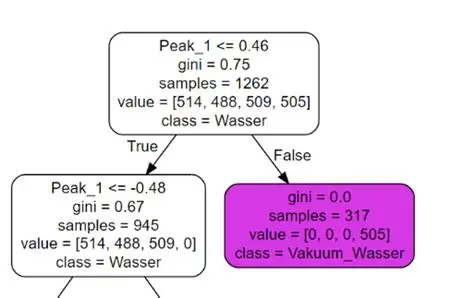 Peak_1 <= 0.46
gini = 0.75
samples = 1262
value = [514, 488, 509, 505]
class = Wasser
True
False
Peak_1 <= -0.48
gini = 0.67
samples = 945
value = [514, 488, 509, 0]
class = Wasser
gini = 0.0
samples = 317
value = [0, 0, 0, 505]
class = Vakuum_Wasser